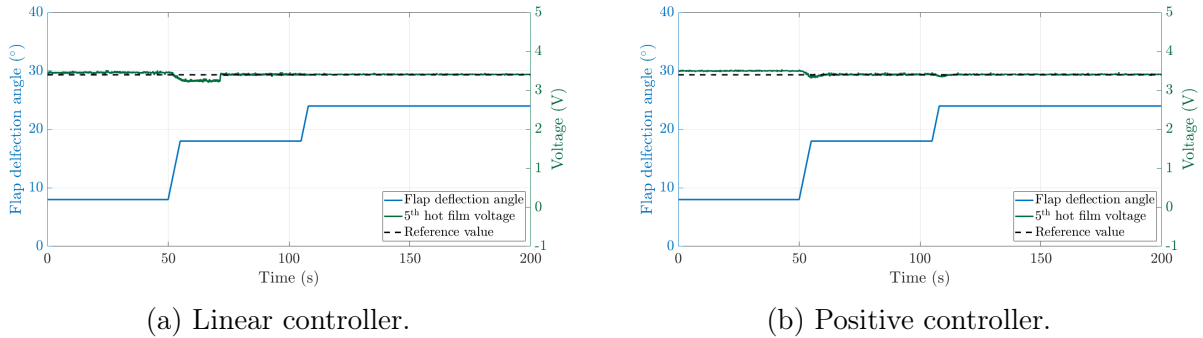 40
30
20
10
0
Flap delfection angle (°)
5
4
3
2
1
0
-1
Voltage (V)
Flap deflection angle
5th hot film voltage
Reference value
0 50 100 150 200
Time (s)
(a) Linear controller.
40
30
20
10
0
Flap delfection angle (°)
5
4
3
2
1
0
-1
Voltage (V)
Flap deflection angle
5th hot film voltage
Reference value
0 50 100 150 200
Time (s)
(b) Positive controller.